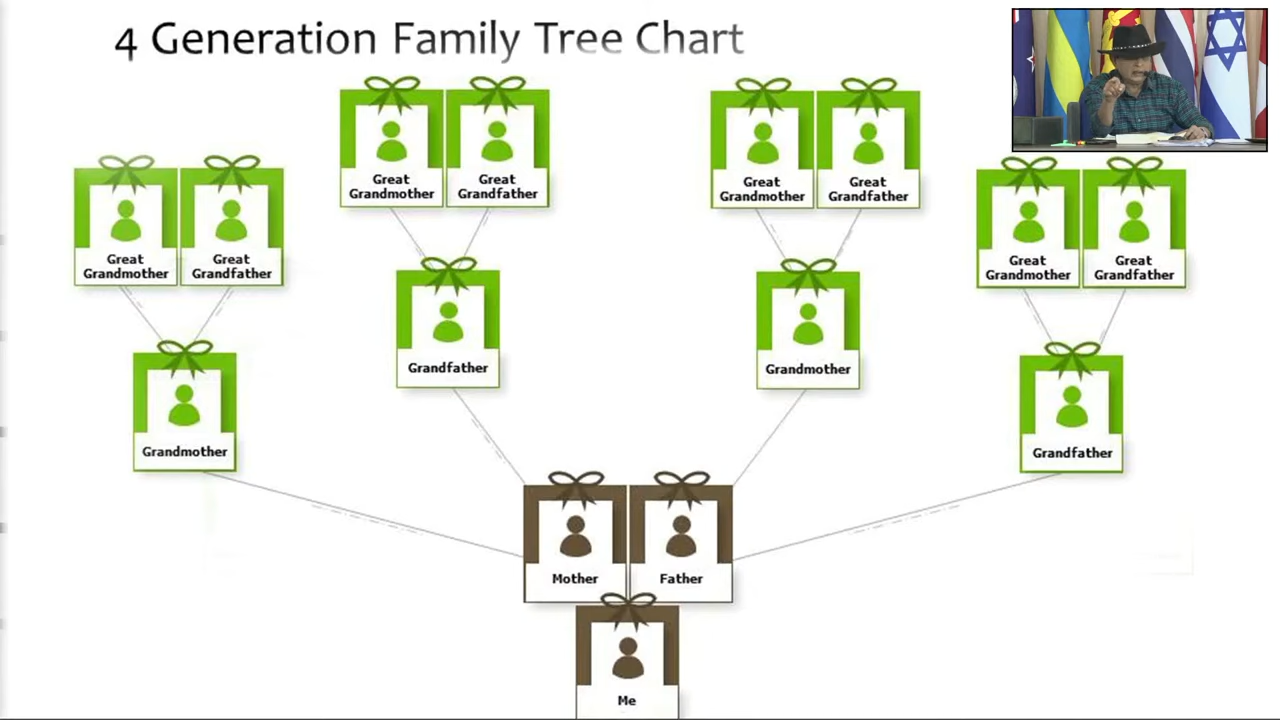 4 Generation Family Tree Chart
Great
Grandmother
Great
Grandfather
Great
Grandmother
Great
Grandfather
Great
Grandmother
Great
Grandfather
Great
Grandmother
Great
Grandfather
Grandmother
Grandfather
Grandmother
Grandfather
Mother
Father
Me